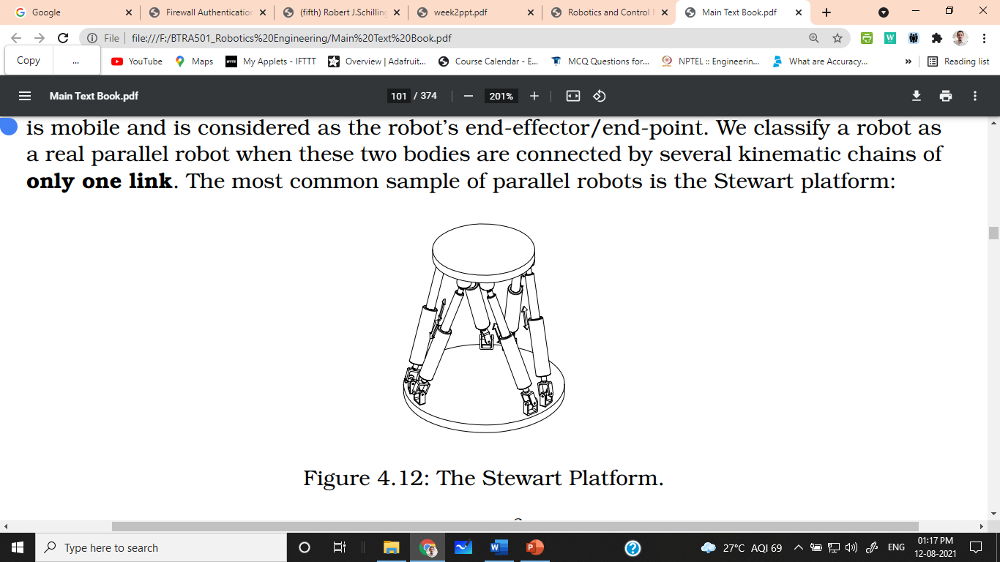 Google
Firewall Authentication
(fifth) Robert J.Schilling
week2ppt.pdf
Robotics and Control
Main Text Book.pdf
File file:///F:/BTRA501_Robotics%20Engineering/Main%20Text%20Book.pdf
Copy ... YouTube Maps My Applets - IFTTT Overview | Adafruit... Course Calendar - E... MCQ Questions for... NPTEL :: Engineerin... What are Accuracy... » Reading list
Main Text Book.pdf 101 / 374 — 201% +
is mobile and is considered as the robot's end-effector/end-point. We classify a robot as
a real parallel robot when these two bodies are connected by several kinematic chains of
only one link. The most common sample of parallel robots is the Stewart platform:
Figure 4.12: The Stewart Platform.
Type here to search
27°C AQI 69
ENG
01:17 PM
12-08-2021